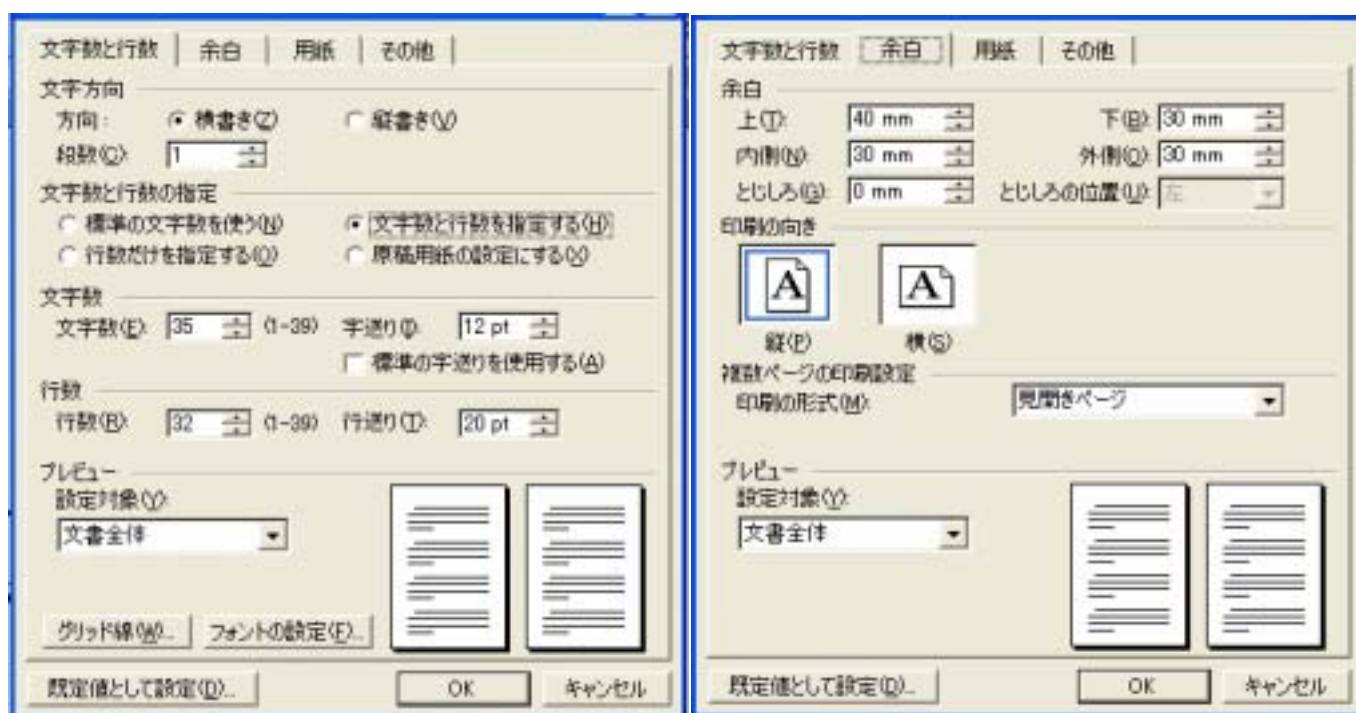 文字数と行数 余白 用紙 その他
文字方向
方向: 横書き(Z) 縦書き(V)
段数(C): 1
文字数と行数の指定
標準の文字数を使う(N) 文字数と行数を指定する(H)
行数だけを指定する(O) 原稿用紙の設定にする(X)
文字数
文字数(E): 35 (1-39) 字送り(I): 12 pt
標準の字送りを使用する(A)
行数
行数(R): 32 (1-39) 行送り(T): 20 pt
プレビュー
設定対象(Y):
文書全体
グリッド線(W)... フォントの設定(F)...
既定値として設定(D)... OK キャンセル
文字数と行数 余白 用紙 その他
余白
上(T): 40 mm 下(B): 30 mm
内側(N): 30 mm 外側(O): 30 mm
とじしろ(G): 0 mm とじしろの位置(U): 左
印刷の向き
A A
縦(P) 横(S)
複数ページの印刷設定
印刷の形式(M): 見開きページ
プレビュー
設定対象(Y):
文書全体
既定値として設定(D)... OK キャンセル